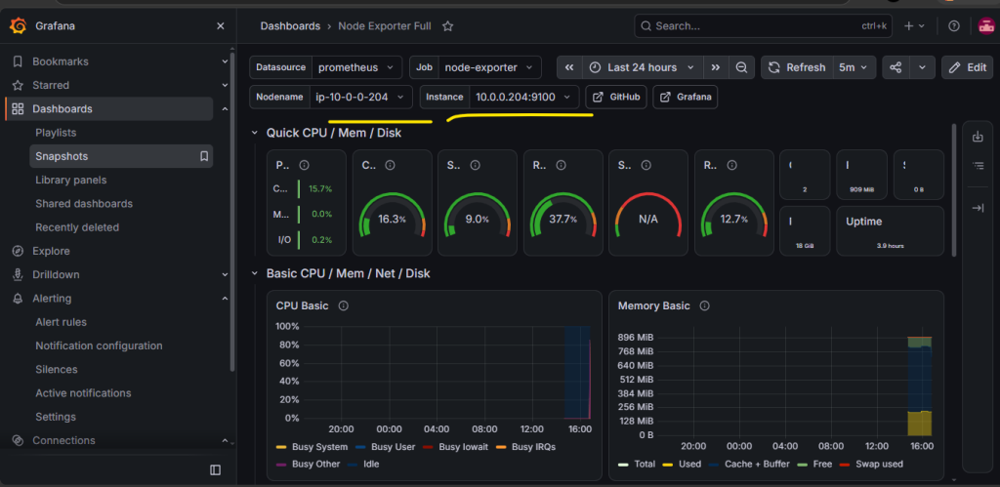 Grafana
Dashboards > Node Exporter Full
Search... ctrl+k
Bookmarks
Starred
Dashboards
Playlists
Snapshots
Library panels
Shared dashboards
Recently deleted
Explore
Drilldown
Alerting
Alert rules
Notification configuration
Silences
Active notifications
Settings
Connections
Datasource prometheus Job node-exporter Last 24 hours Refresh 5m Edit
Nodename ip-10-0-0-204 Instance 10.0.0.204:9100 GitHub Grafana
Quick CPU / Mem / Disk
P.. C.. S.. R.. S.. R..
C... 15.7%
M... 0.0%
I/O 0.2%
16.3% 9.0% 37.7% N/A 12.7%
2 909 MiB 0 B
18 GiB
Uptime
3.9 hours
Basic CPU / Mem / Net / Disk
CPU Basic
100%
80%
60%
40%
20%
0%
20:00 00:00 04:00 08:00 12:00 16:00
Busy System Busy User Busy Iowait Busy IRQs
Busy Other Idle
Memory Basic
896 MiB
768 MiB
640 MiB
512 MiB
384 MiB
256 MiB
128 MiB
0 B
20:00 00:00 04:00 08:00 12:00 16:00
Total Used Cache + Buffer Free Swap used